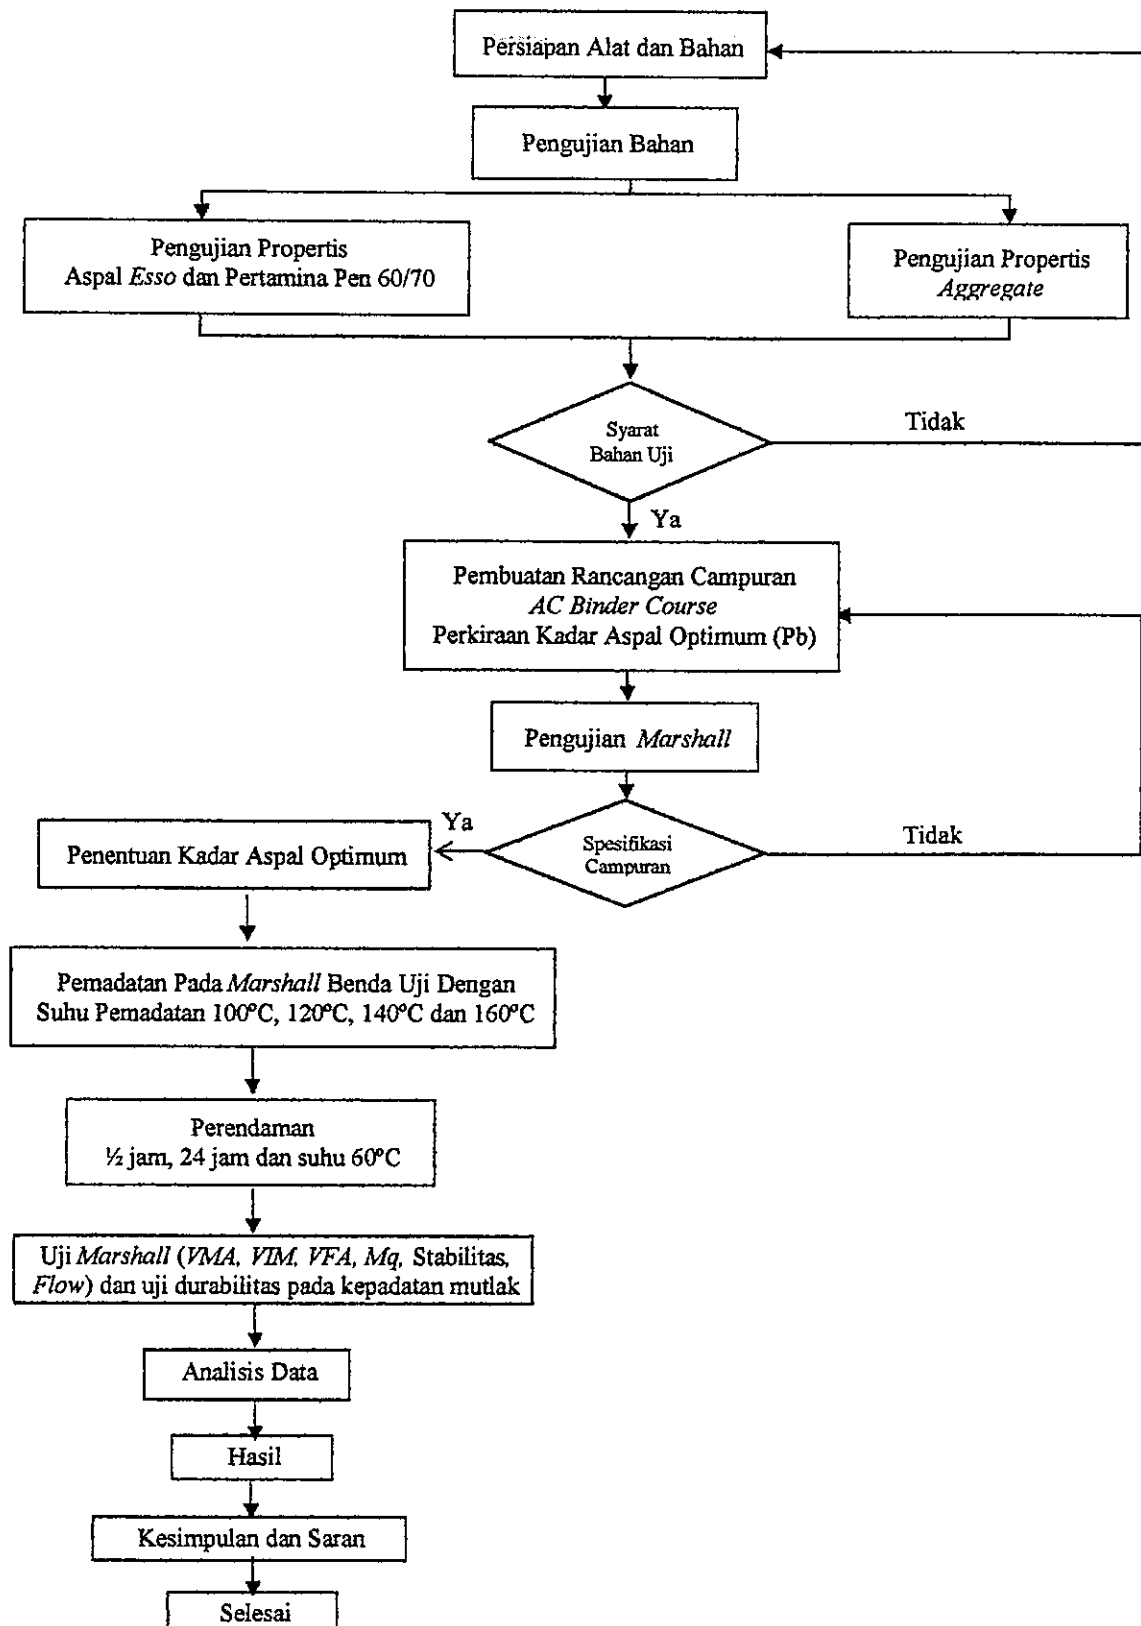 Persiapan Alat dan Bahan
Pengujian Bahan
Pengujian Propertis
Aspal Esso dan Pertamina Pen 60/70
Pengujian Propertis
Aggregate
Syarat
Bahan Uji
Tidak
Ya
Pembuatan Rancangan Campuran
AC Binder Course
Perkiraan Kadar Aspal Optimum (Pb)
Pengujian Marshall
Spesifikasi
Campuran
Ya
Tidak
Penentuan Kadar Aspal Optimum
Pemadatan Pada Marshall Benda Uji Dengan
Suhu Pemadatan 100°C, 120°C, 140°C dan 160°C
Perendaman
½ jam, 24 jam dan suhu 60°C
Uji Marshall (VMA, VIM, VFA, Mq, Stabilitas,
Flow) dan uji durabilitas pada kepadatan mutlak
Analisis Data
Hasil
Kesimpulan dan Saran
Selesai